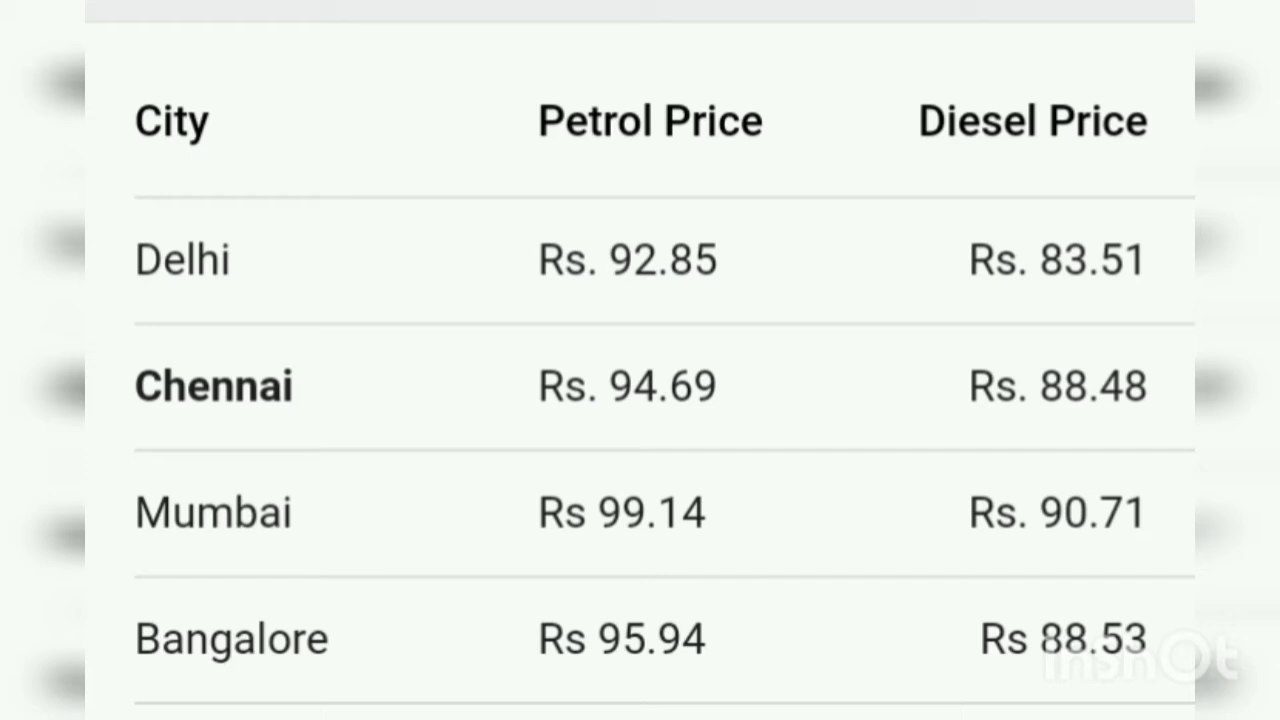 City Petrol Price Diesel Price
Delhi Rs. 92.85 Rs. 83.51
Chennai Rs. 94.69 Rs. 88.48
Mumbai Rs 99.14 Rs. 90.71
Bangalore Rs 95.94 Rs 88.53
InShOt